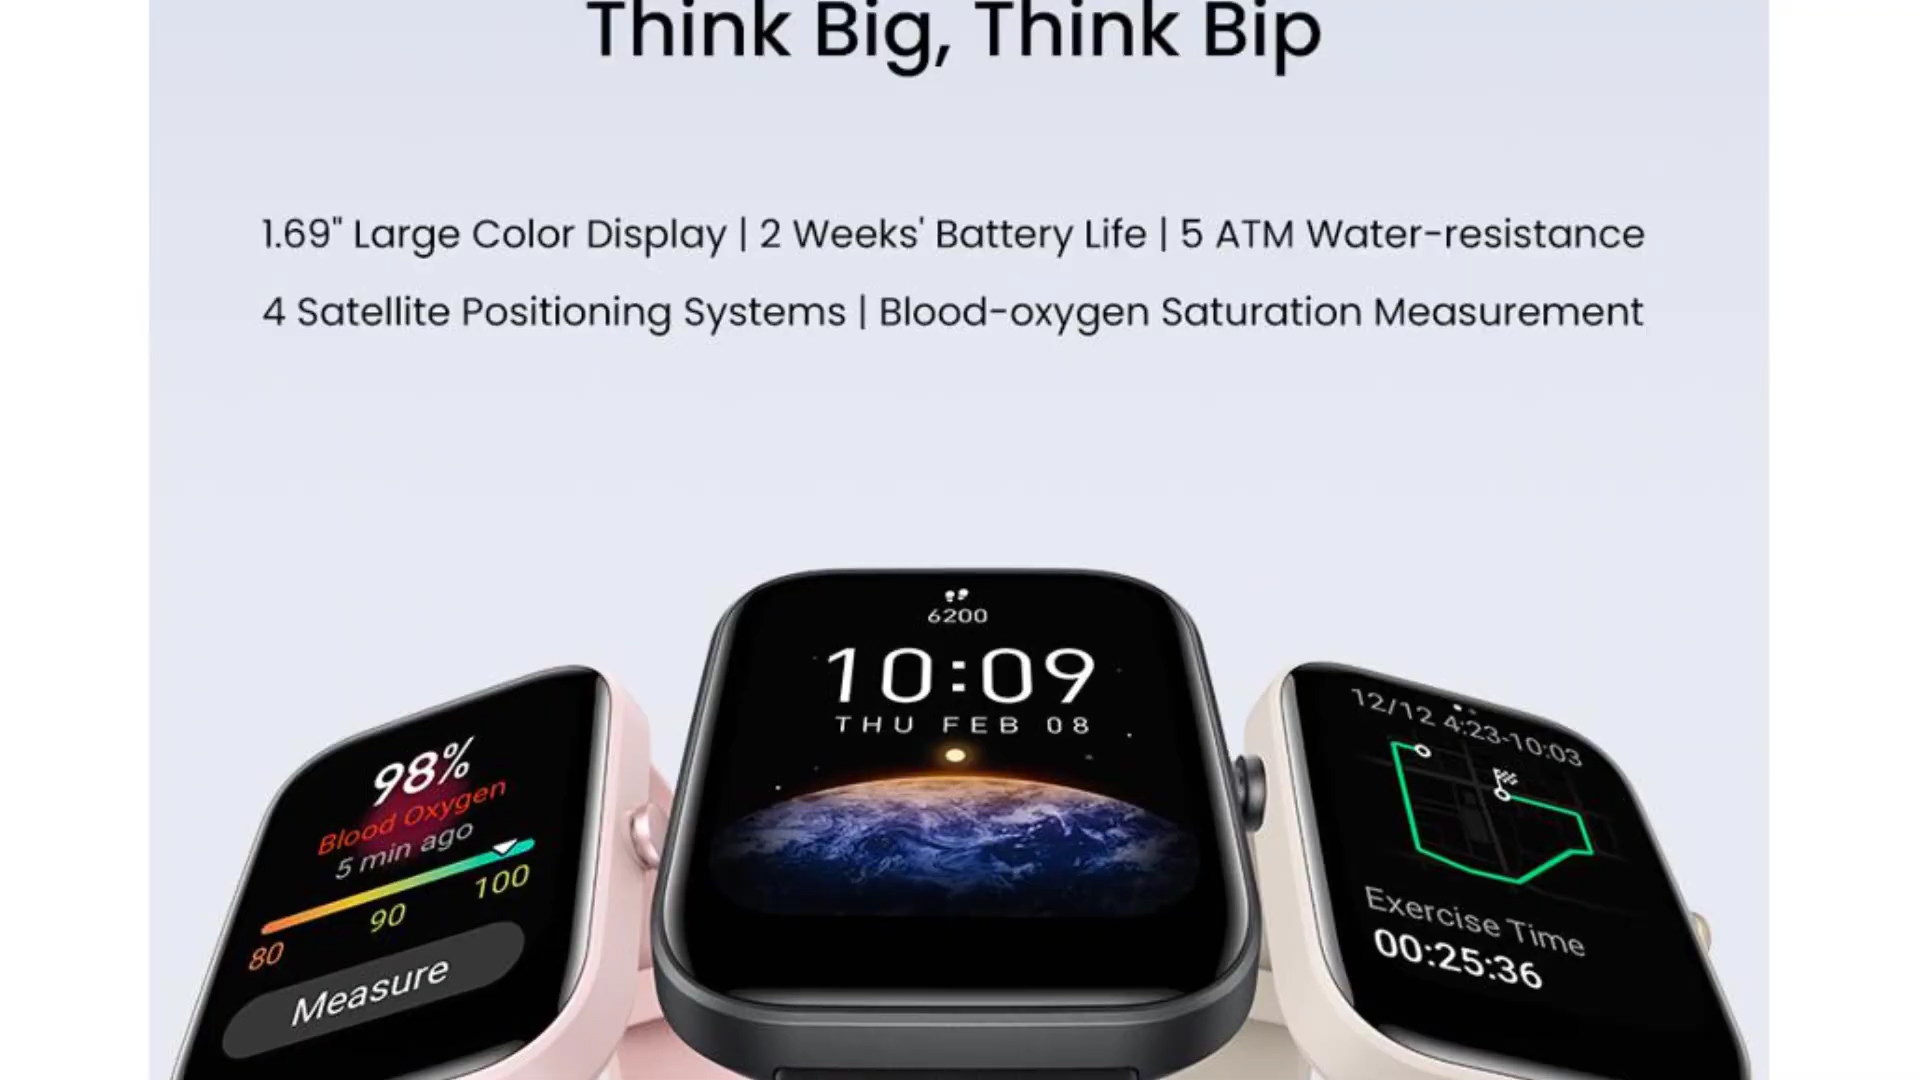 Think Big, Think Bip
1.69" Large Color Display | 2 Weeks' Battery Life | 5 ATM Water-resistance
4 Satellite Positioning Systems | Blood-oxygen Saturation Measurement
98%
Blood Oxygen
5 min ago
80 90 100
Measure
6200
10:09
THU FEB 08
12/12 4:23-10:03
Exercise Time
00:25:36